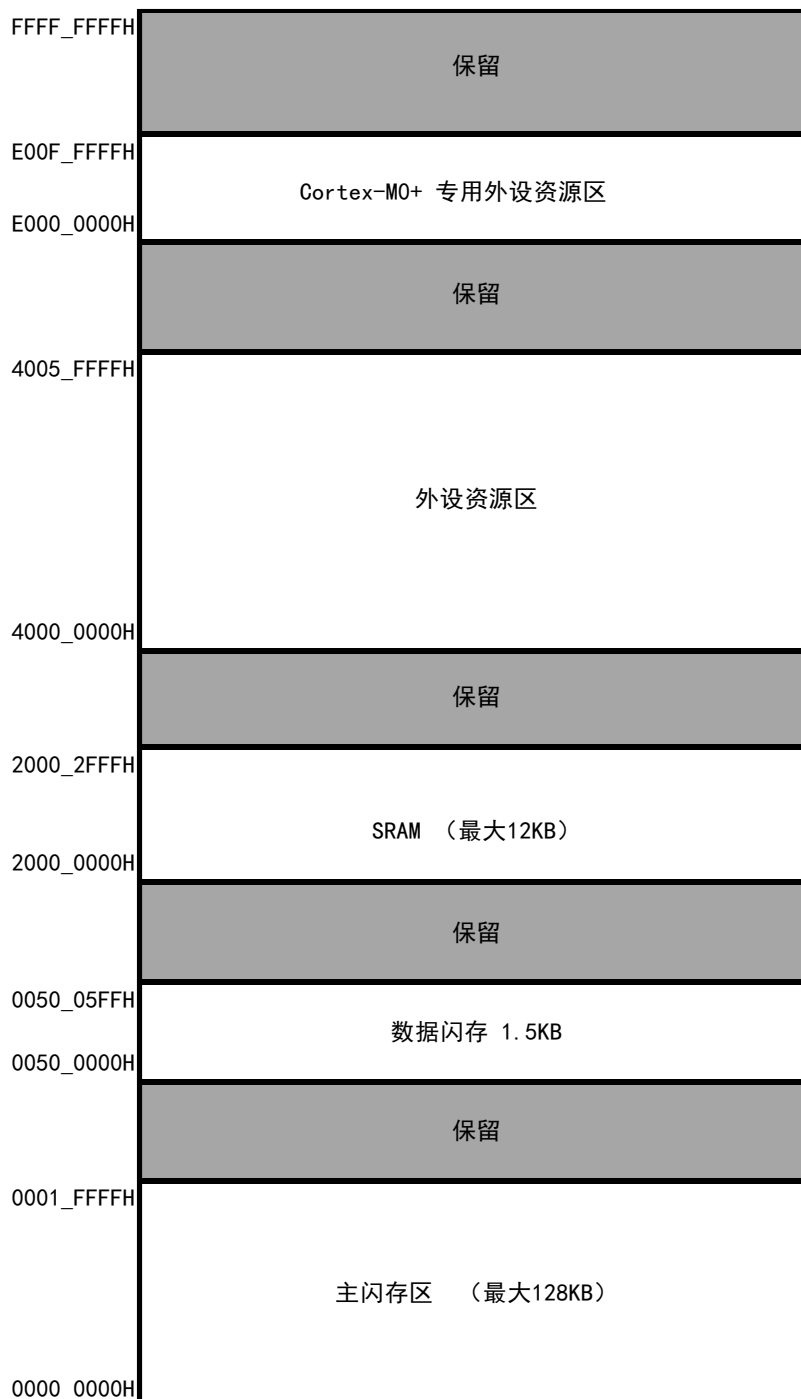 FFFF_FFFFH
保留
E00F_FFFFH
Cortex-M0+ 专用外设资源区
E000_0000H
保留
4005_FFFFH
外设资源区
4000_0000H
保留
2000_2FFFH
SRAM （最大12KB）
2000_0000H
保留
0050_05FFH
数据闪存 1.5KB
0050_0000H
保留
0001_FFFFH
主闪存区 （最大128KB）
0000_0000H